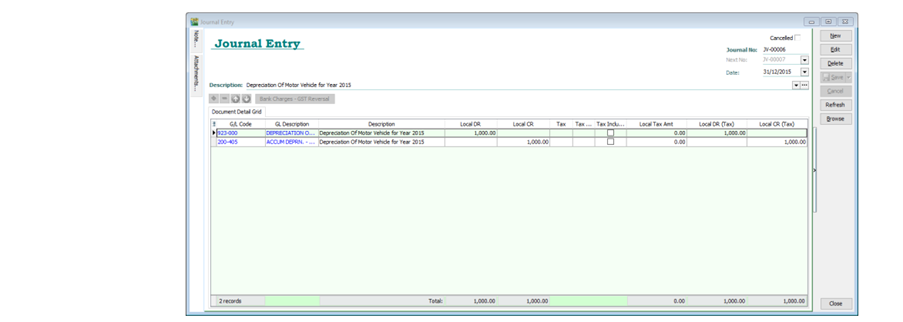 Journal Entry
Note...
Attachments...
Journal Entry
Cancelled
Journal No: JV-00006
Next No: JV-00007
Date: 31/12/2015
Description: Depreciation Of Motor Vehicle for Year 2015
Bank Charges - GST Reversal
Document Detail Grid
G/L Code GL Description Description Local DR Local CR Tax Tax ... Tax Inclu... Local Tax Amt Local DR (Tax) Local CR (Tax)
923-000 DEPRECIATION O... Depreciation Of Motor Vehicle for Year 2015 1,000.00 0.00 1,000.00
200-405 ACCUM DEPRN. - ... Depreciation Of Motor Vehicle for Year 2015 1,000.00 0.00 1,000.00
2 records Total: 1,000.00 1,000.00 0.00 1,000.00 1,000.00
New
Edit
Delete
Save
Cancel
Refresh
Browse
Close